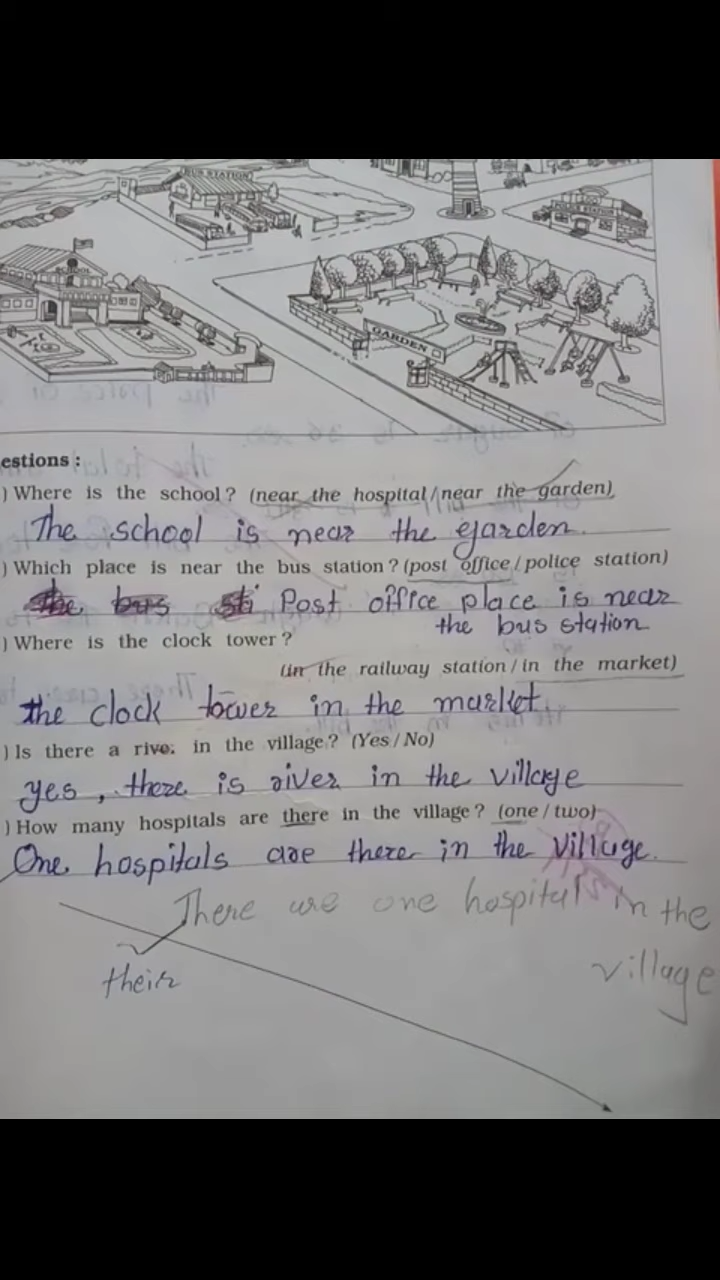 BUS STATION
SCHOOL
GARDEN
estions :
) Where is the school? (near the hospital/near the garden)
The school is near the garden
) Which place is near the bus station? (post office/police station)
The bus sti Post office place is near
the bus station
) Where is the clock tower?
(in the railway station/in the market)
the clock tower in the market
) Is there a rive. in the village? (Yes/No)
yes, there is river in the village
) How many hospitals are there in the village? (one/two)
One hospitals are there in the village.
There are one hospital in the
village
their